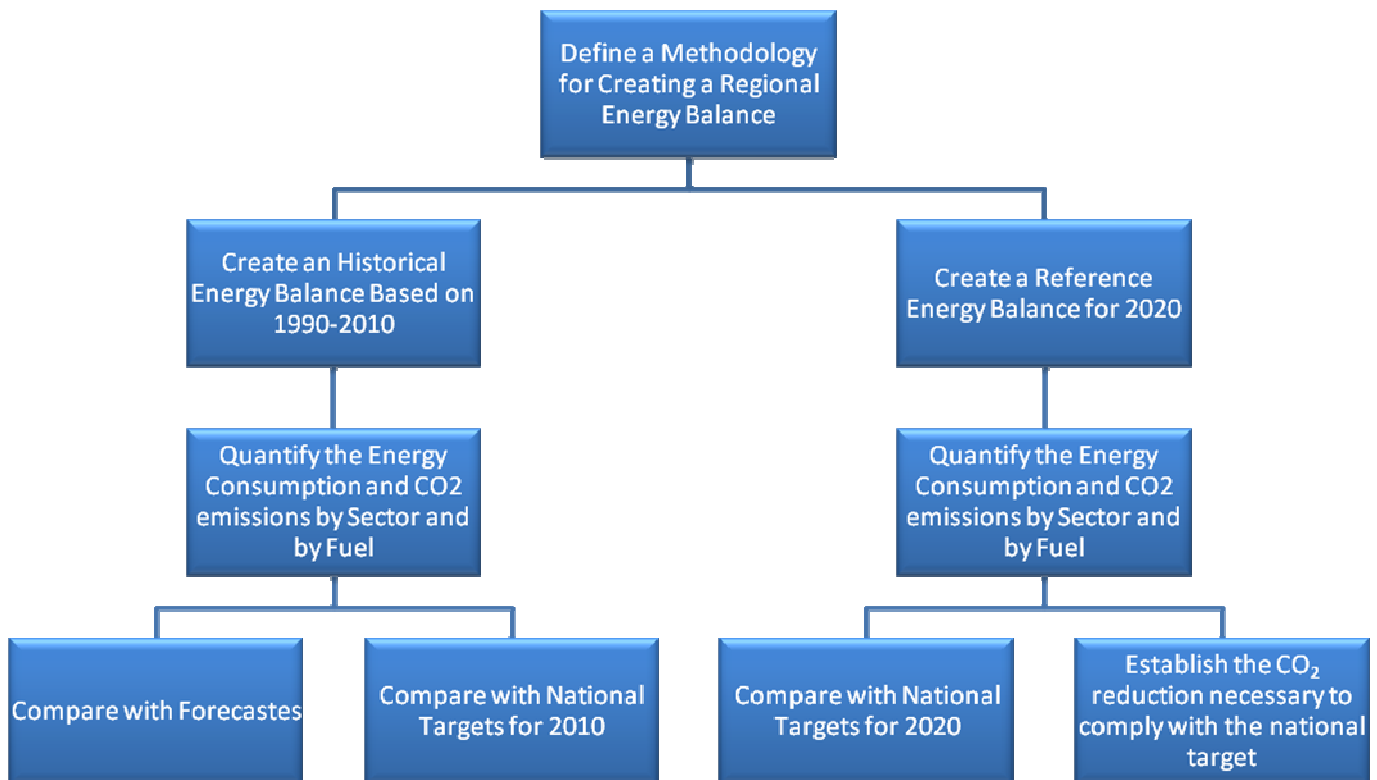 Define a Methodology
for Creating a Regional
Energy Balance
Create an Historical
Energy Balance Based on
1990-2010
Create a Reference
Energy Balance for 2020
Quantify the Energy
Consumption and CO2
emissions by Sector and
by Fuel
Quantify the Energy
Consumption and CO2
emissions by Sector and
by Fuel
Compare with Forecastes
Compare with National
Targets for 2010
Compare with National
Targets for 2020
Establish the CO₂
reduction necessary to
comply with the national
target